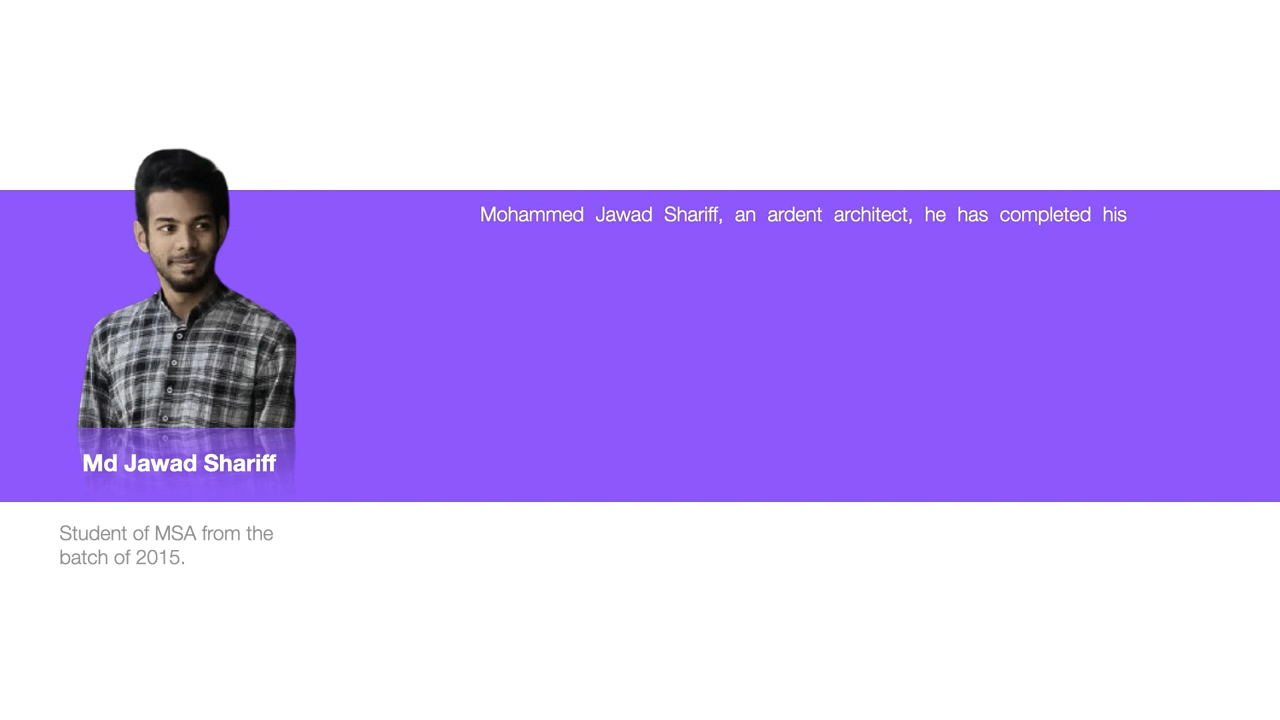 Mohammed Jawad Shariff, an ardent architect, he has completed his
Md Jawad Shariff
Student of MSA from the
batch of 2015.